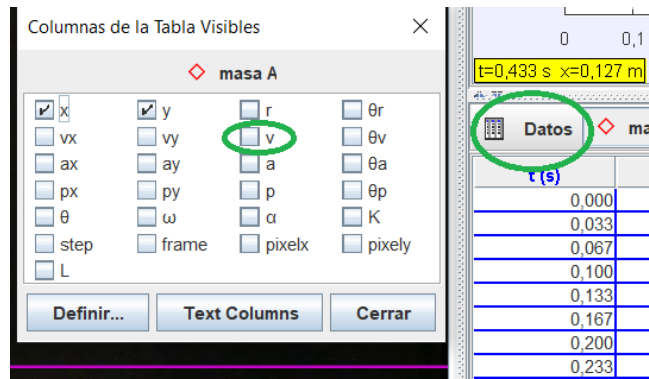 Columnas de la Tabla Visibles
masa A
x y r θr
vx vy v θv
ax ay a θa
px py p θp
θ ω α K
step frame pixelx pixely
L
Definir... Text Columns Cerrar
0 0,1
t=0,433 s x=0,127 m
Datos ma
t (s)
0,000
0,033
0,067
0,100
0,133
0,167
0,200
0,233